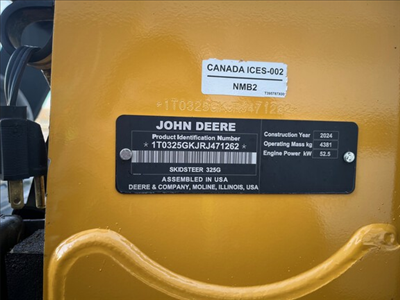 CANADA ICES-002
NMB2
*1T0325GKJRJ471262*
JOHN DEERE
Product Identification Number
*1T0325GKJRJ471262*
SKIDSTEER 325G
ASSEMBLED IN USA
DEERE & COMPANY, MOLINE, ILLINOIS, USA
Construction Year 2024
Operating Mass kg 4381
Engine Power kW 52.5